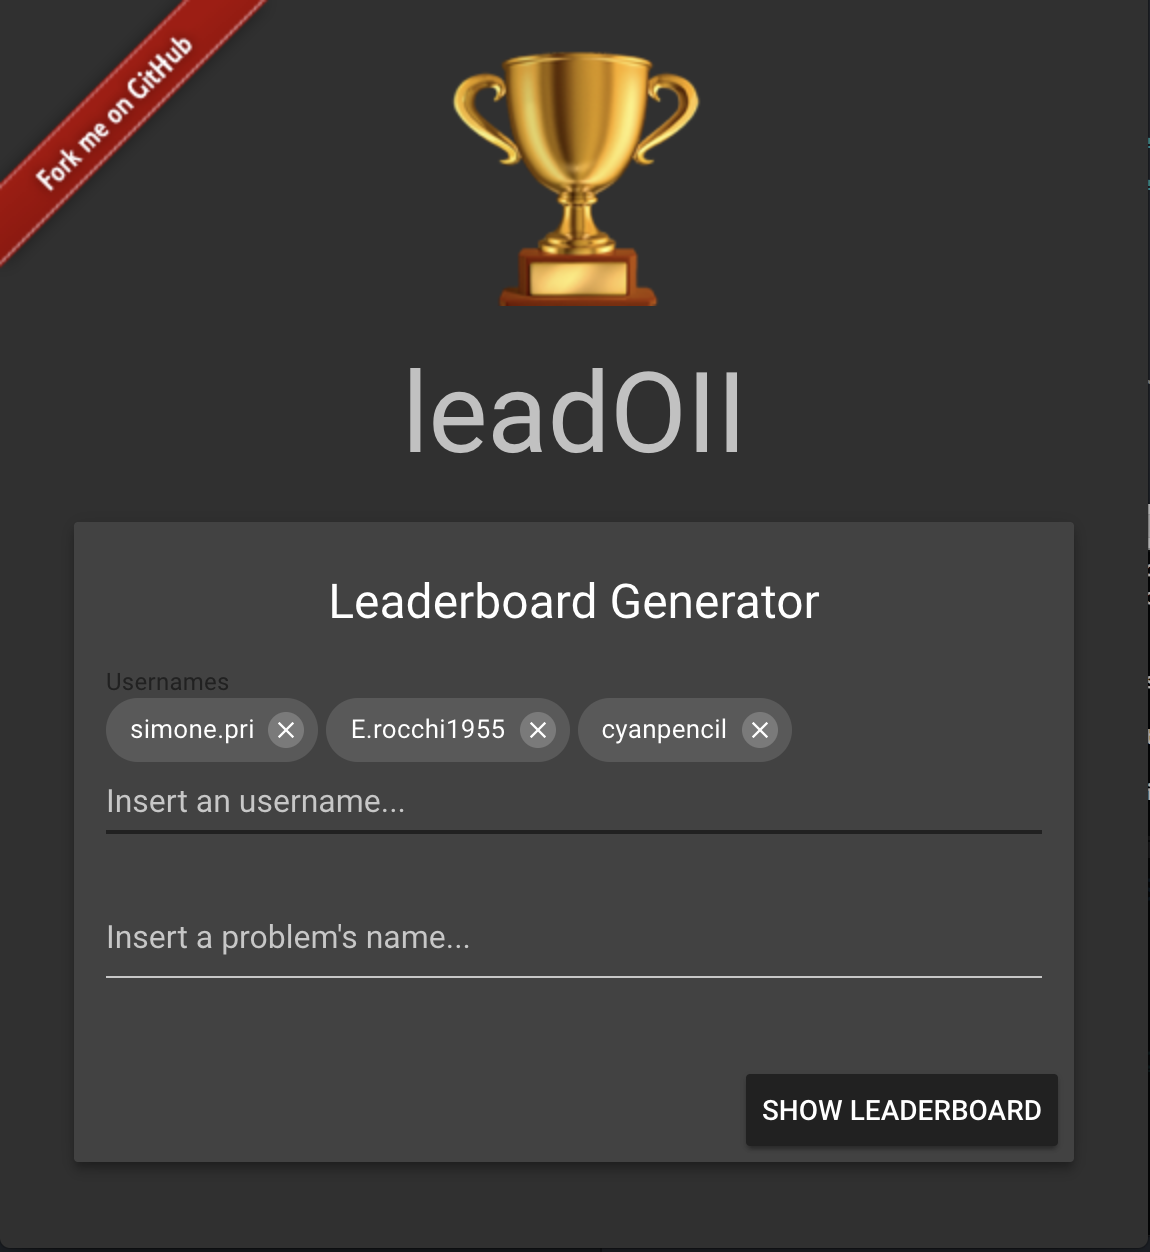 Fork me on GitHub
leadOII
Leaderboard Generator
Usernames
simone.pri E.rocchi1955 cyanpencil
Insert an username...
Insert a problem's name...
SHOW LEADERBOARD